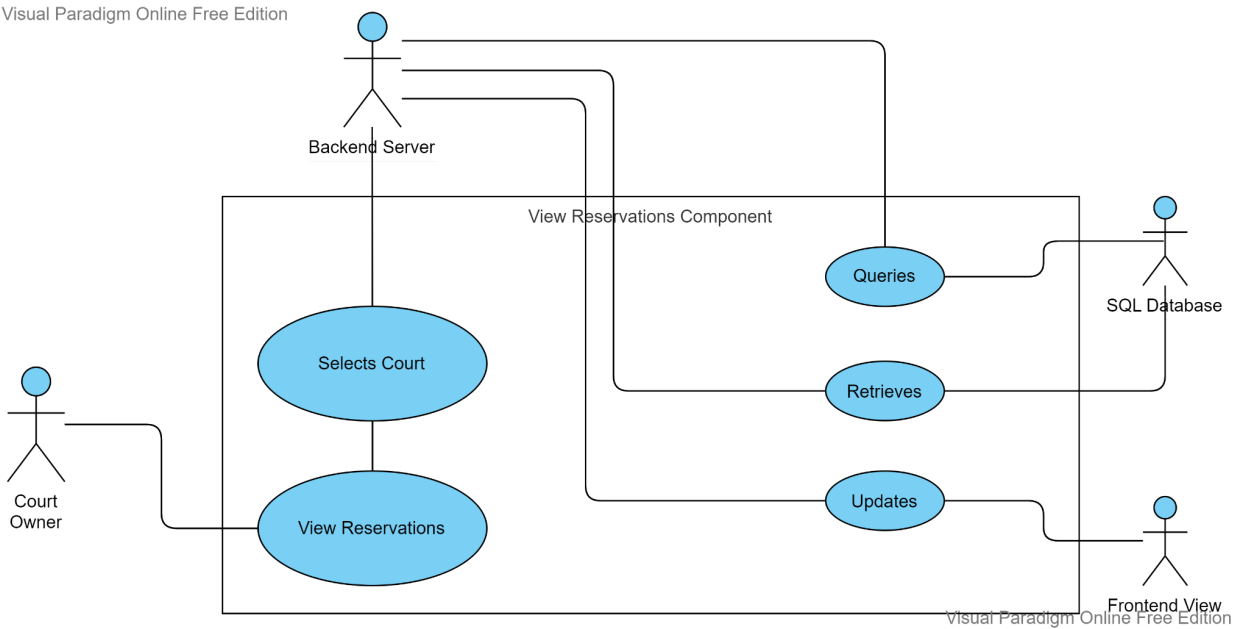 Visual Paradigm Online Free Edition
Backend Server
View Reservations Component
Queries
SQL Database
Selects Court
Retrieves
Court
Owner
Updates
View Reservations
Frontend View
Visual Paradigm Online Free Edition